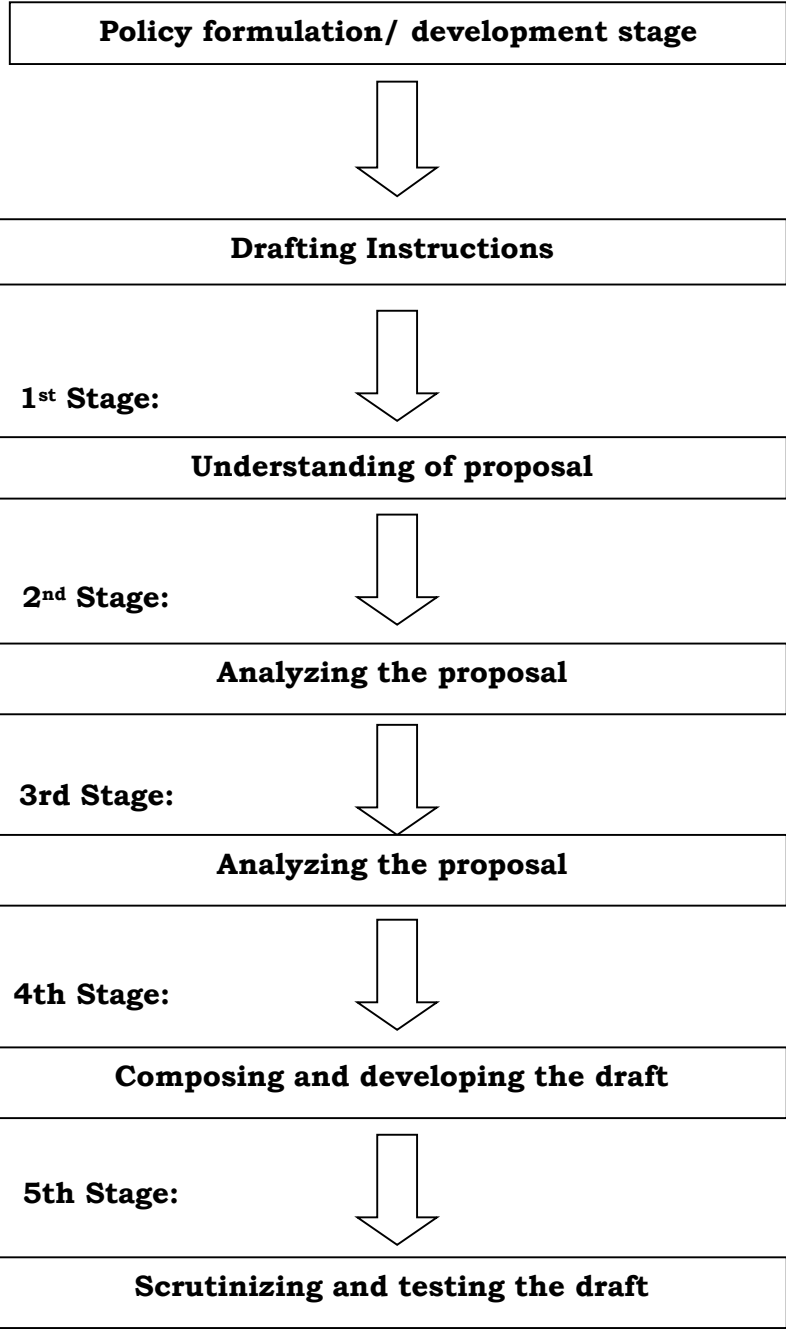 Policy formulation/ development stage
Drafting Instructions
1st Stage:
Understanding of proposal
2nd Stage:
Analyzing the proposal
3rd Stage:
Analyzing the proposal
4th Stage:
Composing and developing the draft
5th Stage:
Scrutinizing and testing the draft